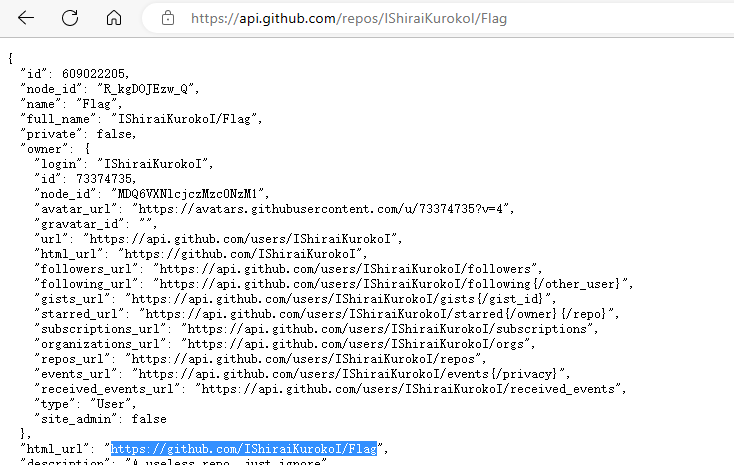 https://api.github.com/repos/IShiraiKurokoI/Flag
{
"id": 609022205,
"node_id": "R_kgDOJEzw_Q",
"name": "Flag",
"full_name": "IShiraiKurokoI/Flag",
"private": false,
"owner": {
"login": "IShiraiKurokoI",
"id": 73374735,
"node_id": "MDQ6VXNlcjczMzc0NzM1",
"avatar_url": "https://avatars.githubusercontent.com/u/73374735?v=4",
"gravatar_id": "",
"url": "https://api.github.com/users/IShiraiKurokoI",
"html_url": "https://github.com/IShiraiKurokoI",
"followers_url": "https://api.github.com/users/IShiraiKurokoI/followers",
"following_url": "https://api.github.com/users/IShiraiKurokoI/following{/other_user}",
"gists_url": "https://api.github.com/users/IShiraiKurokoI/gists{/gist_id}",
"starred_url": "https://api.github.com/users/IShiraiKurokoI/starred{/owner}{/repo}",
"subscriptions_url": "https://api.github.com/users/IShiraiKurokoI/subscriptions",
"organizations_url": "https://api.github.com/users/IShiraiKurokoI/orgs",
"repos_url": "https://api.github.com/users/IShiraiKurokoI/repos",
"events_url": "https://api.github.com/users/IShiraiKurokoI/events{/privacy}",
"received_events_url": "https://api.github.com/users/IShiraiKurokoI/received_events",
"type": "User",
"site_admin": false
},
"html_url": "https://github.com/IShiraiKurokoI/Flag",
"description": "A useless repo, just ignore"